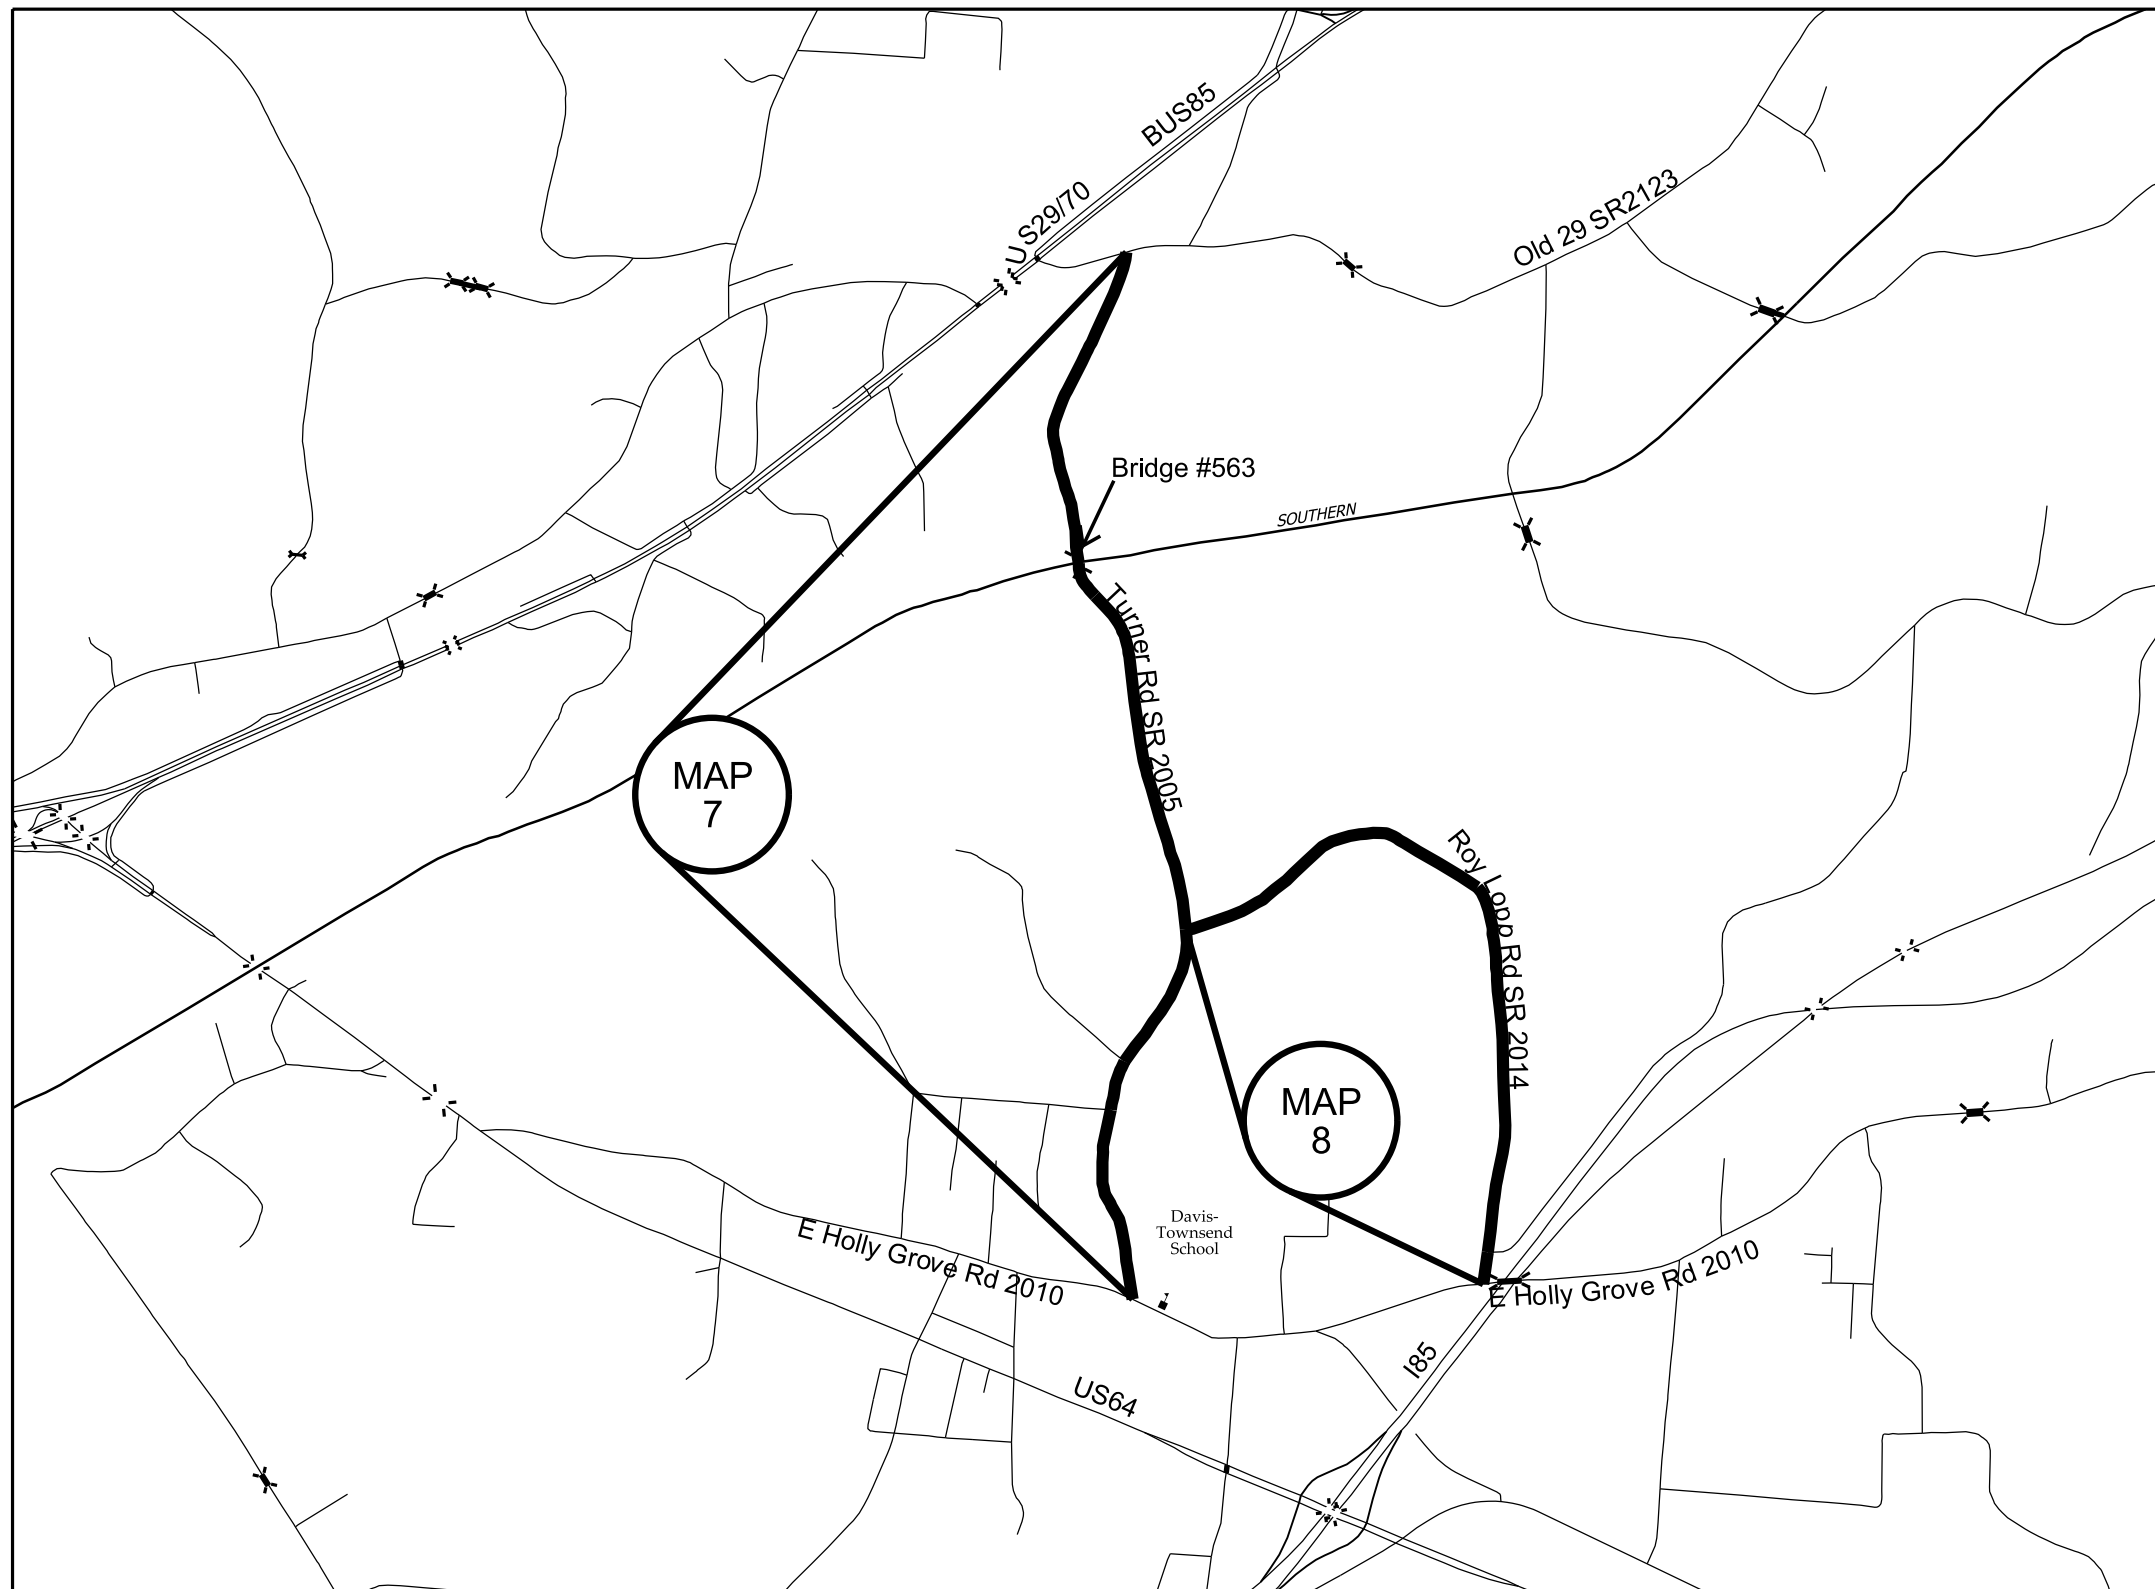 BUS85
US29/70
Old 29 SR2123
Bridge #563
SOUTHERN
Turner Rd SR 2005
MAP
7
Roy Lopp Rd SR 2014
MAP
8
Davis-
Townsend
School
E Holly Grove Rd 2010
E Holly Grove Rd 2010
I85
US64